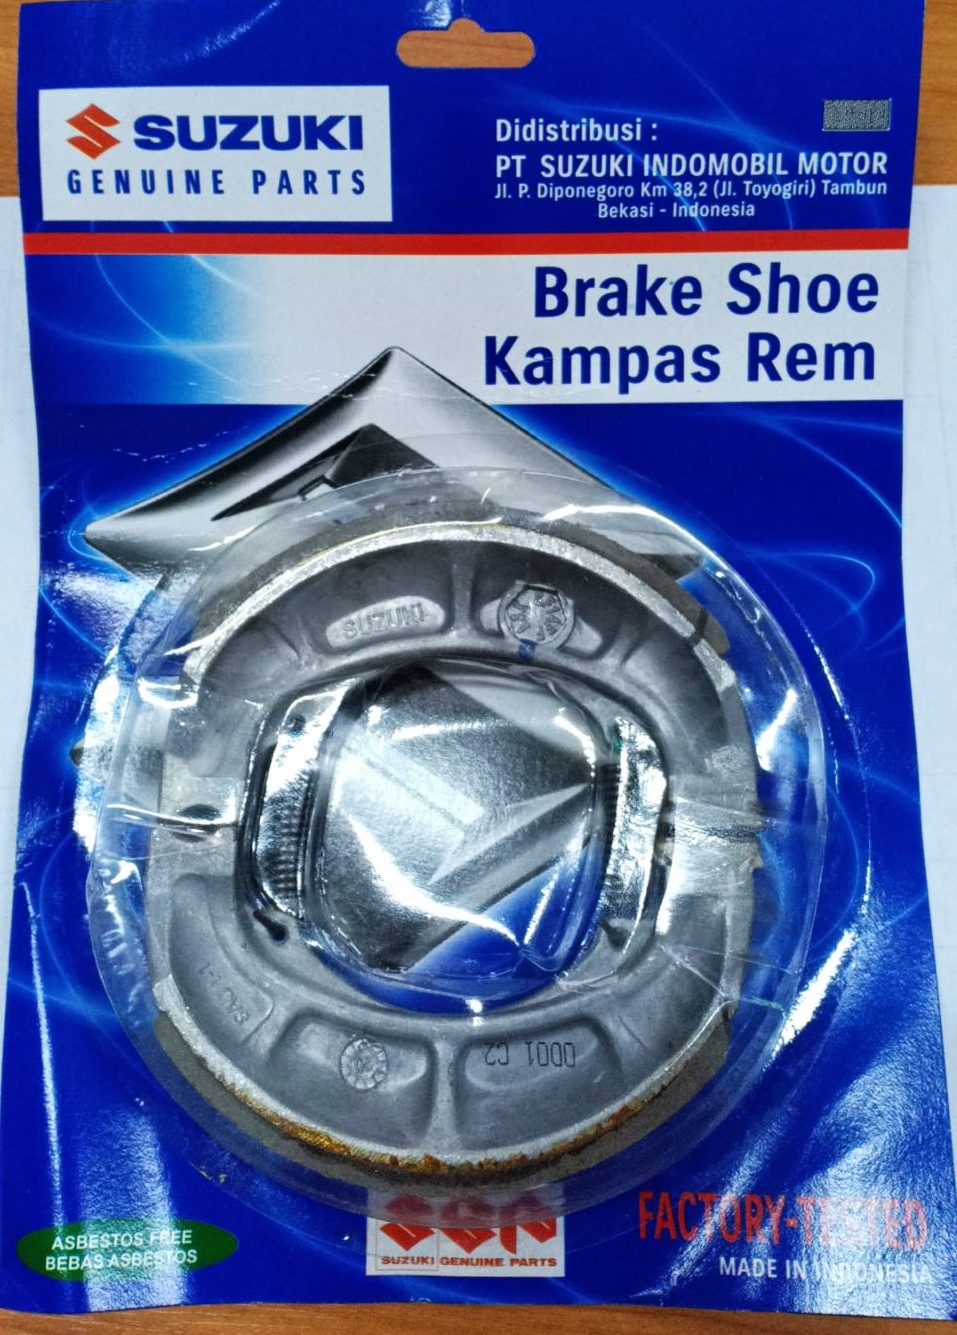 SUZUKI
GENUINE PARTS
Didistribusi :
PT SUZUKI INDOMOBIL MOTOR
Jl. P. Diponegoro Km 38,2 (Jl. Toyogiri) Tambun
Bekasi - Indonesia
Brake Shoe
Kampas Rem
SUZUKI
0001 C2
ASBESTOS FREE
BEBAS ASBESTOS
SUZUKI GENUINE PARTS
FACTORY-TESTED
MADE IN INDONESIA